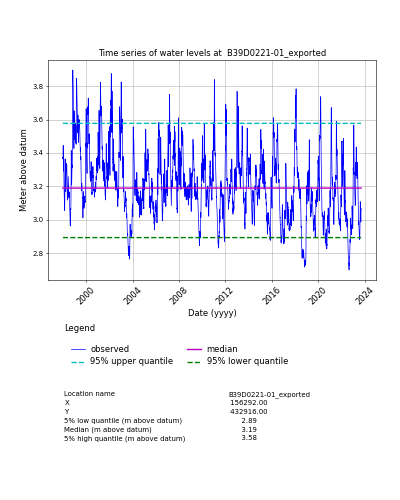 Time series of water levels at  B39D0221-01_exported
3.8
3.6
3.4
3.2
3.0
2.8
Meter above datum
2000
2004
2008
2012
2016
2020
2024
Date (yyyy)
Legend
observed median
95% upper quantile 95% lower quantile
Location name B39D0221-01_exported
X 156292.00
Y 432916.00
5% low quantile (m above datum) 2.89
Median (m above datum) 3.19
5% high quantile (m above datum) 3.58